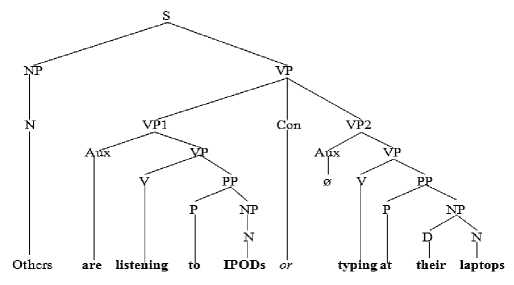 S
NP VP
N VP1 Con VP2
Aux VP Aux VP
V PP ø V PP
P NP P NP
N D N
Others are listening to IPODs or typing at their laptops